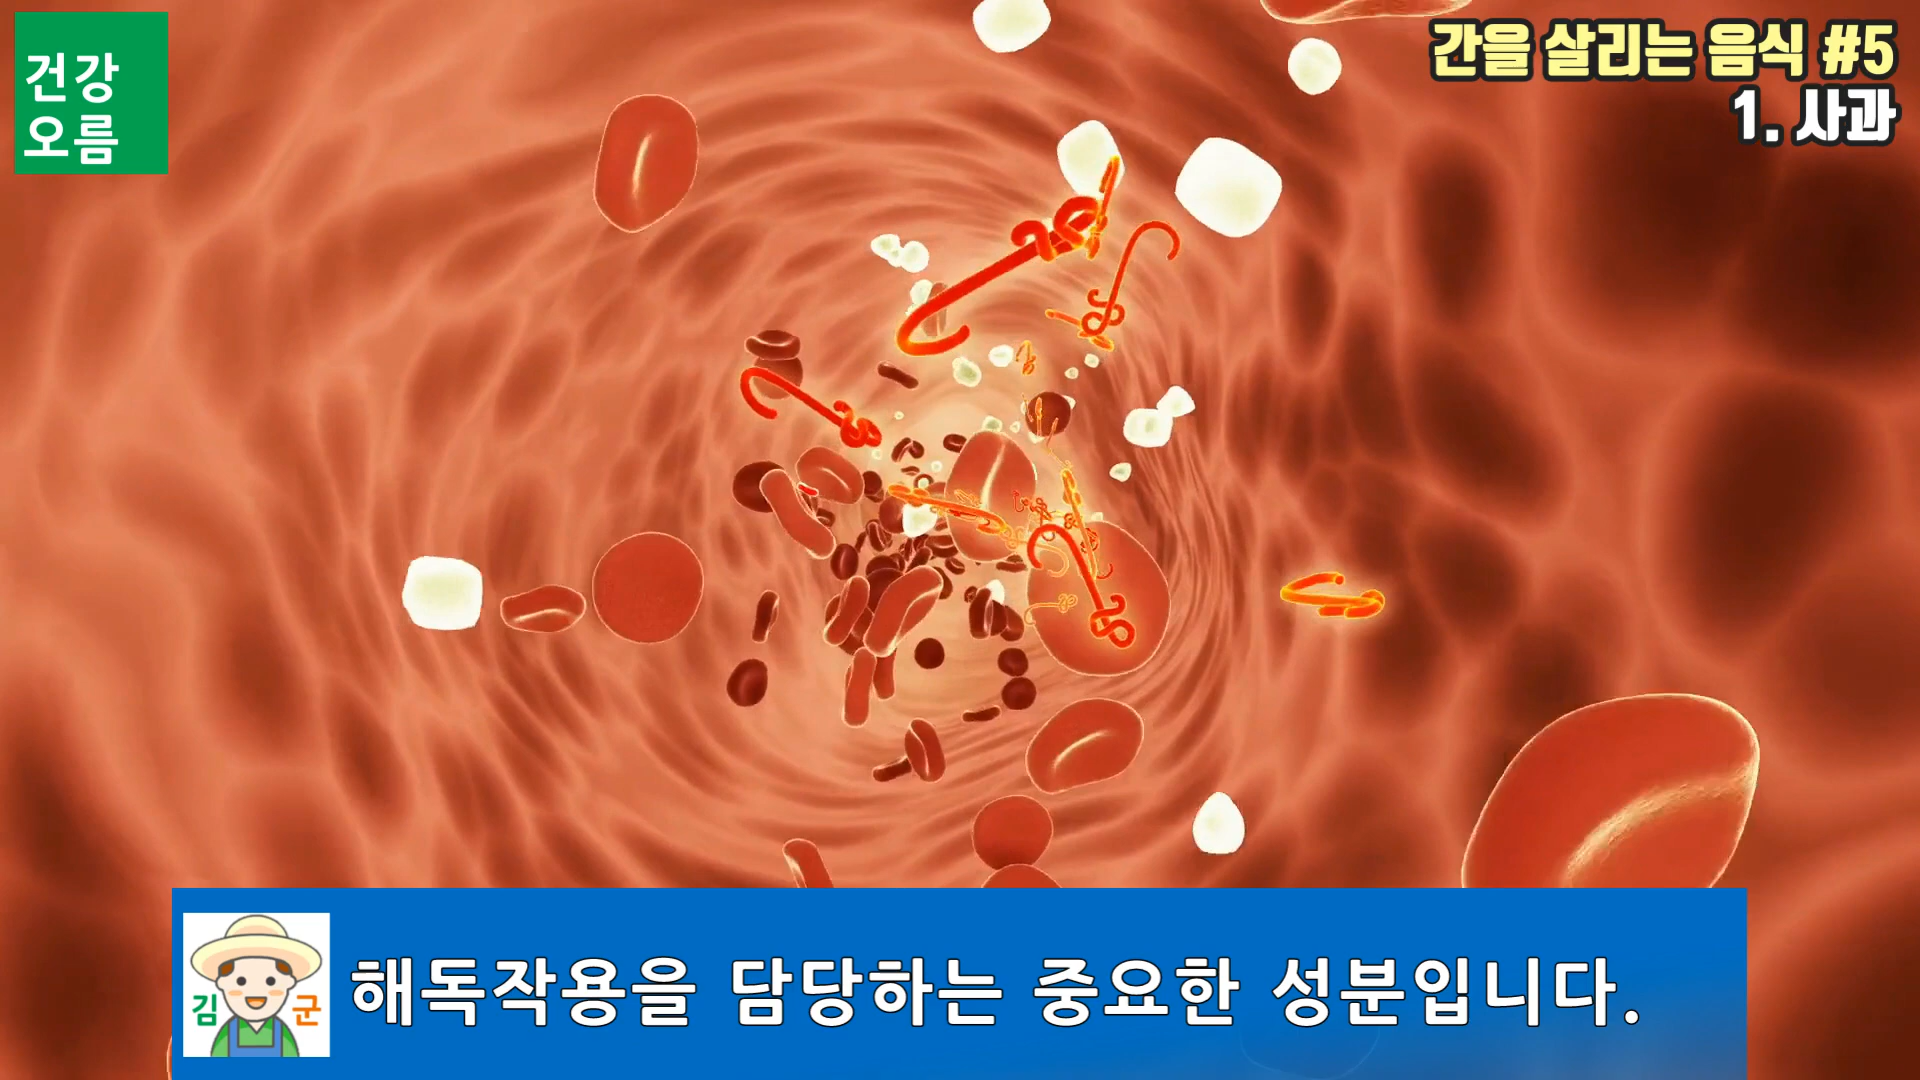 건강
오름
간을 살리는 음식 #5
1. 사과
김 군
해독작용을 담당하는 중요한 성분입니다.